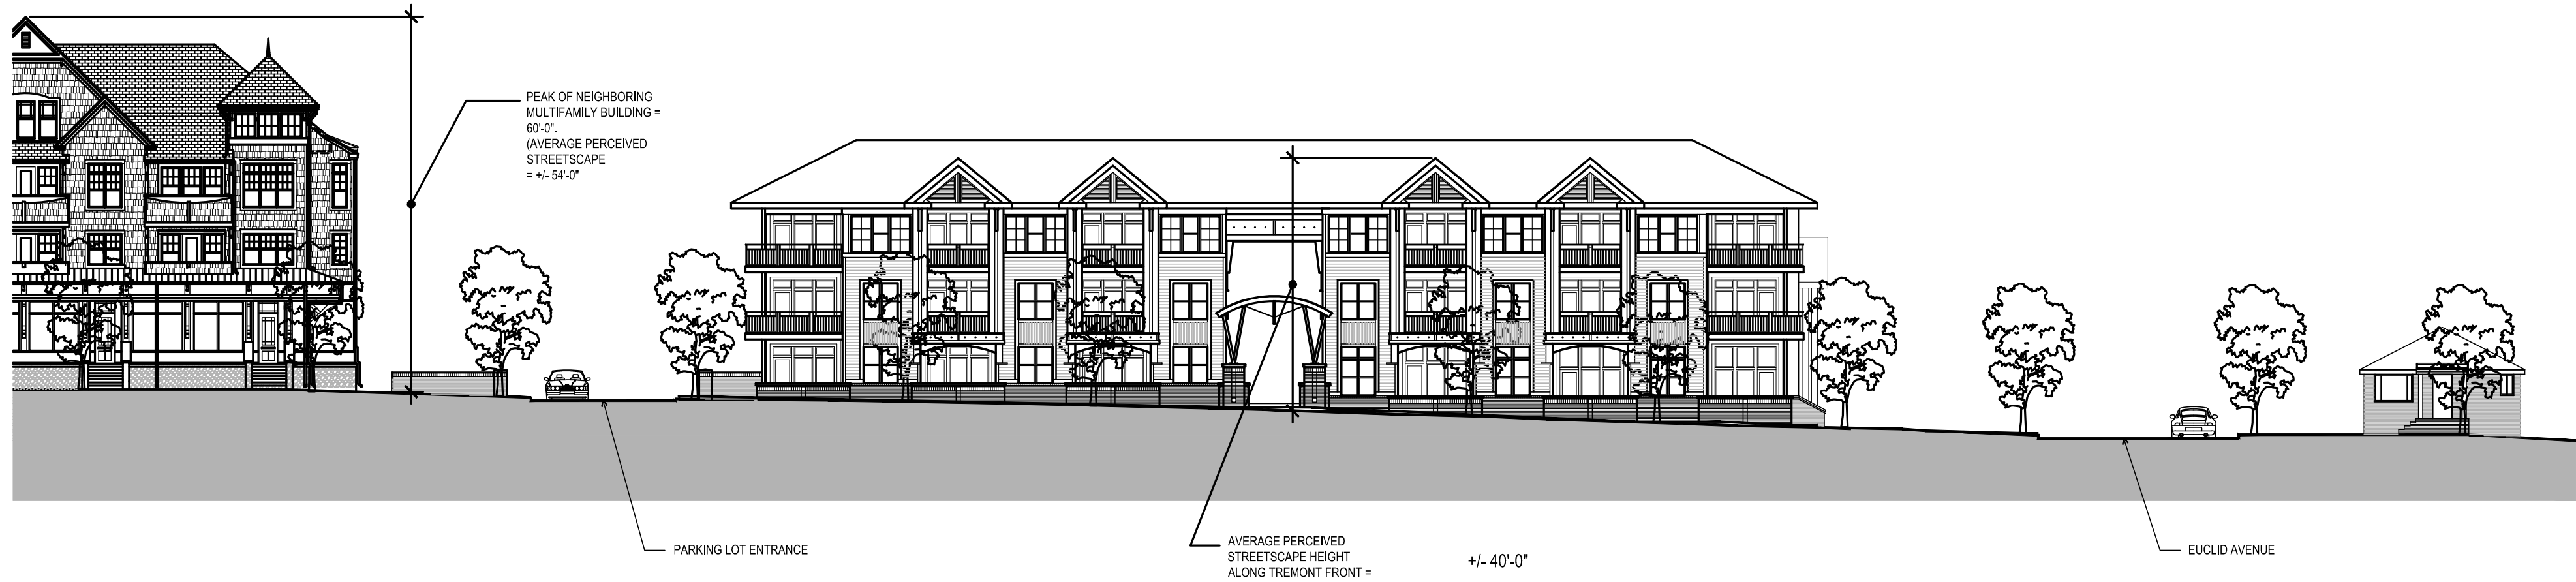 PEAK OF NEIGHBORING
MULTIFAMILY BUILDING =
60'-0".
(AVERAGE PERCEIVED
STREETSCAPE
= +/- 54'-0"
PARKING LOT ENTRANCE
AVERAGE PERCEIVED
STREETSCAPE HEIGHT
ALONG TREMONT FRONT =
+/- 40'-0"
EUCLID AVENUE